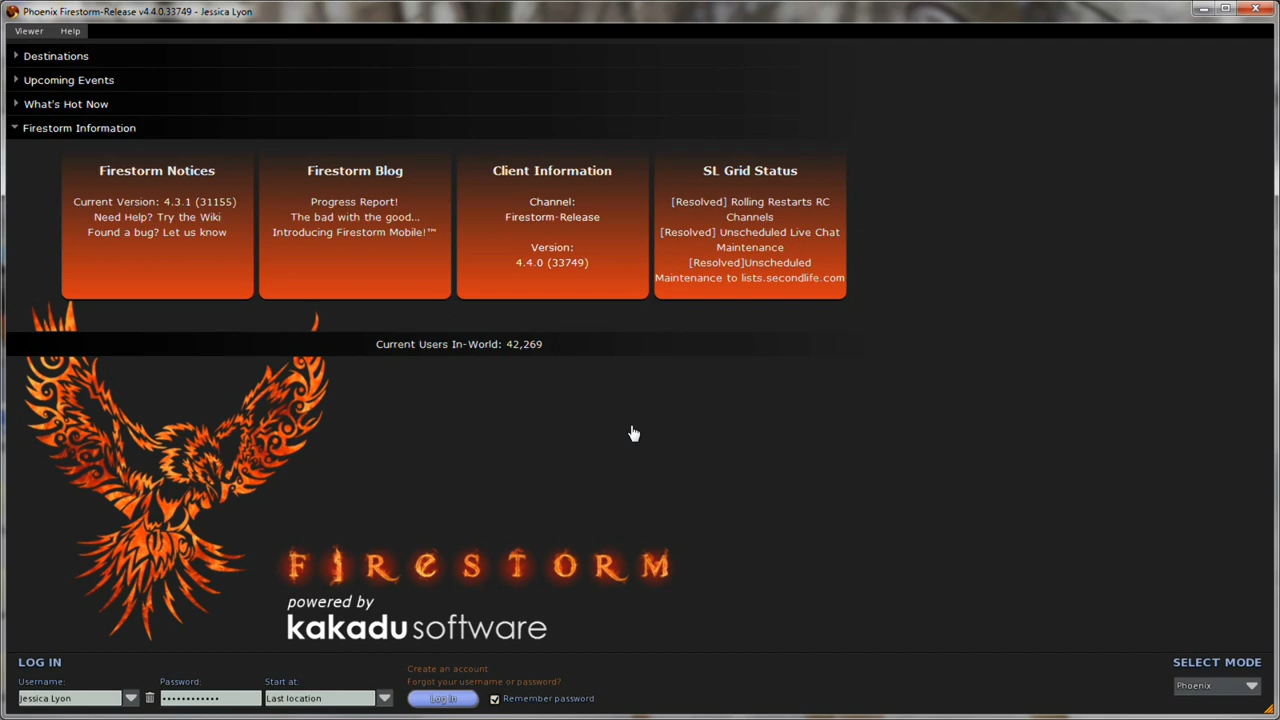 Phoenix Firestorm-Release v4.4.0.33749 - Jessica Lyon
Viewer Help
Destinations
Upcoming Events
What's Hot Now
Firestorm Information
Firestorm Notices
Current Version: 4.3.1 (31155)
Need Help? Try the Wiki
Found a bug? Let us know
Firestorm Blog
Progress Report!
The bad with the good...
Introducing Firestorm Mobile!™
Client Information
Channel:
Firestorm-Release
Version:
4.4.0 (33749)
SL Grid Status
[Resolved] Rolling Restarts RC
Channels
[Resolved] Unscheduled Live Chat
Maintenance
[Resolved]Unscheduled
Maintenance to lists.secondlife.com
Current Users In-World: 42,269
FIRESTORM
powered by
kakadu software
LOG IN
Username:
Jessica Lyon
Password:
••••••••••••
Start at:
Last location
Create an account
Forgot your username or password?
Log In
Remember password
SELECT MODE
Phoenix